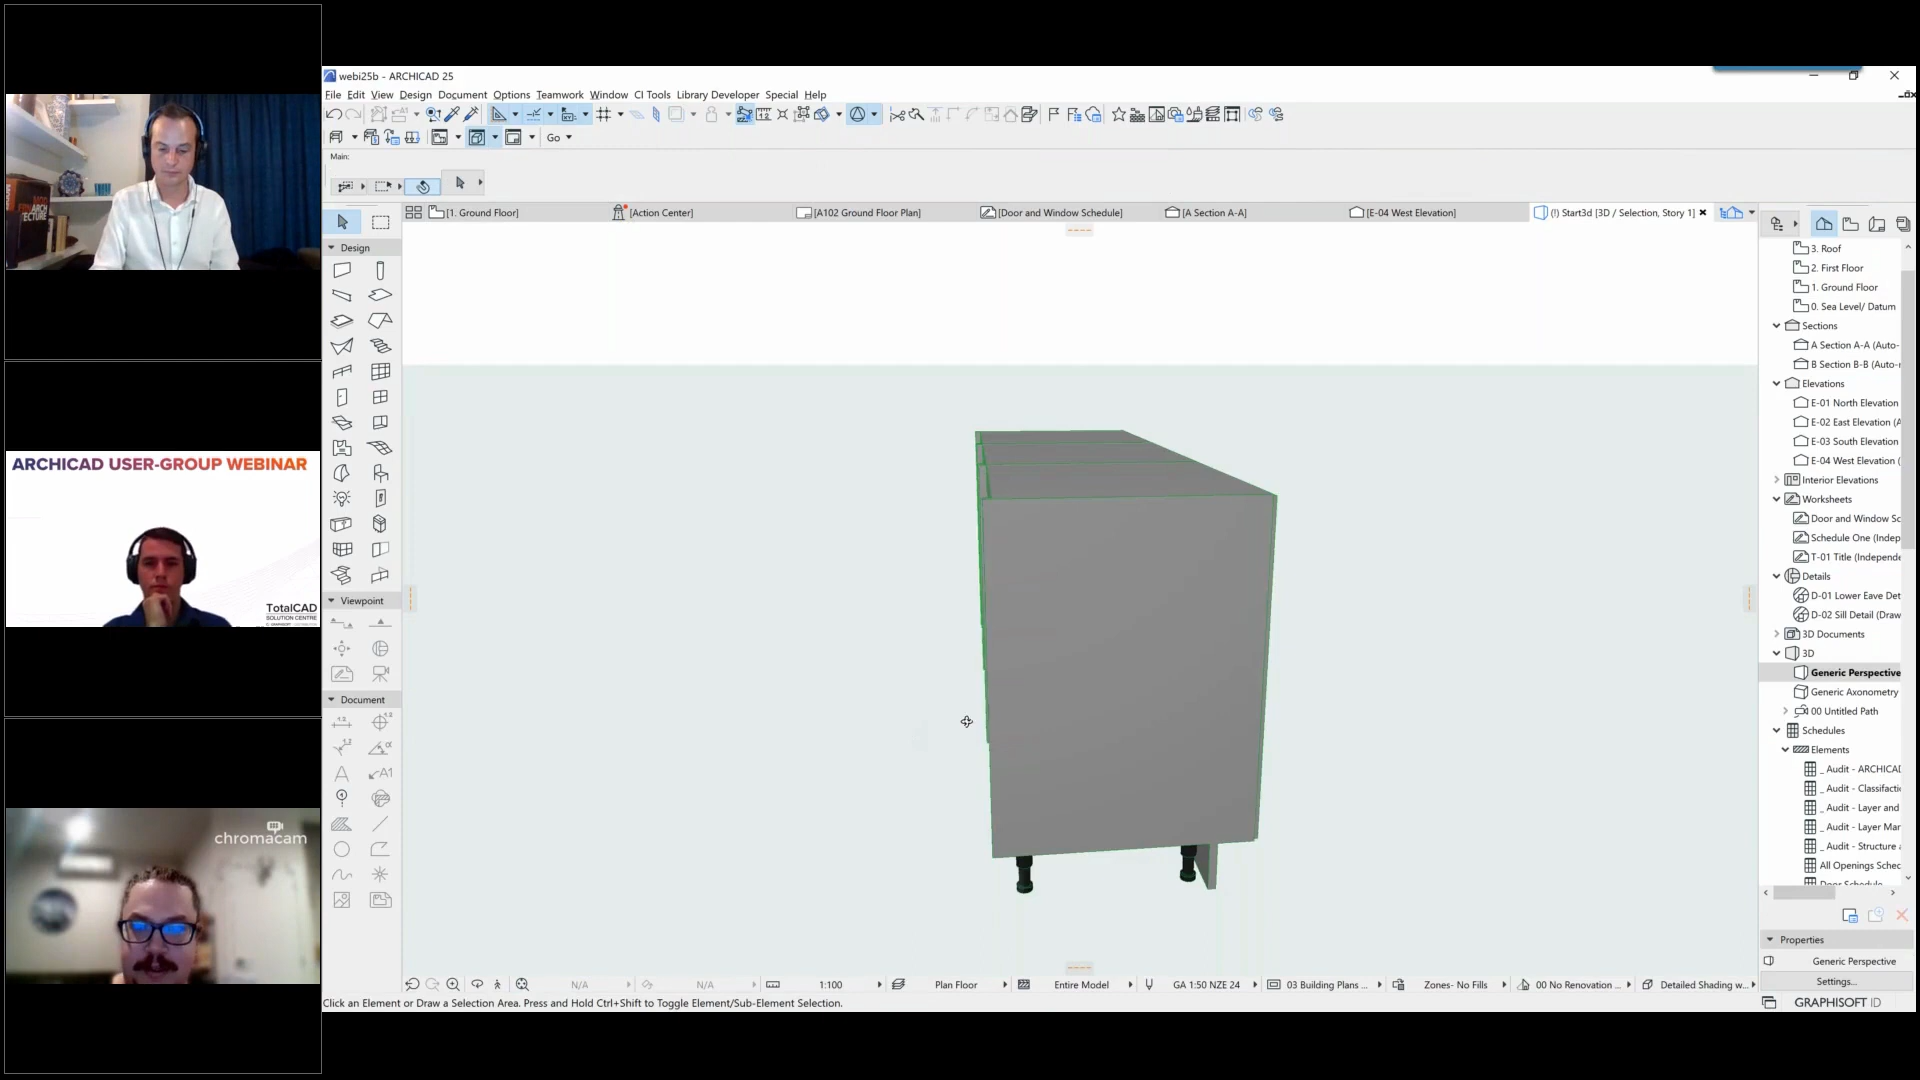 webi25b - ARCHICAD 25
File Edit View Design Document Options Teamwork Window CI Tools Library Developer Special Help
Go
Main:
[1. Ground Floor] [Action Center] [A102 Ground Floor Plan] [Door and Window Schedule] [A Section A-A] [E-04 West Elevation] (!) Start3d [3D / Selection, Story 1]
Design
Viewpoint
Document
3. Roof
2. First Floor
1. Ground Floor
0. Sea Level/ Datum
Sections
A Section A-A (Auto-
B Section B-B (Auto-r
Elevations
E-01 North Elevation
E-02 East Elevation (A
E-03 South Elevation
E-04 West Elevation (
Interior Elevations
Worksheets
Door and Window Sc
Schedule One (Indep
T-01 Title (Independe
Details
D-01 Lower Eave Det
D-02 Sill Detail (Draw
3D Documents
3D
Generic Perspective
Generic Axonometry
00 Untitled Path
Schedules
Elements
_ Audit - ARCHICAD
_ Audit - Classifactio
_ Audit - Layer and
_ Audit - Layer Mar
_ Audit - Structure a
All Openings Sched
Door Schedule
Properties
Generic Perspective
Settings...
GRAPHISOFT ID
N/A N/A 1:100 Plan Floor Entire Model GA 1:50 NZE 24 03 Building Plans ... Zones- No Fills 00 No Renovation ... Detailed Shading w...
Click an Element or Draw a Selection Area. Press and Hold Ctrl+Shift to Toggle Element/Sub-Element Selection.
ARCHICAD USER-GROUP WEBINAR
TotalCAD
SOLUTION CENTRE
chromacam